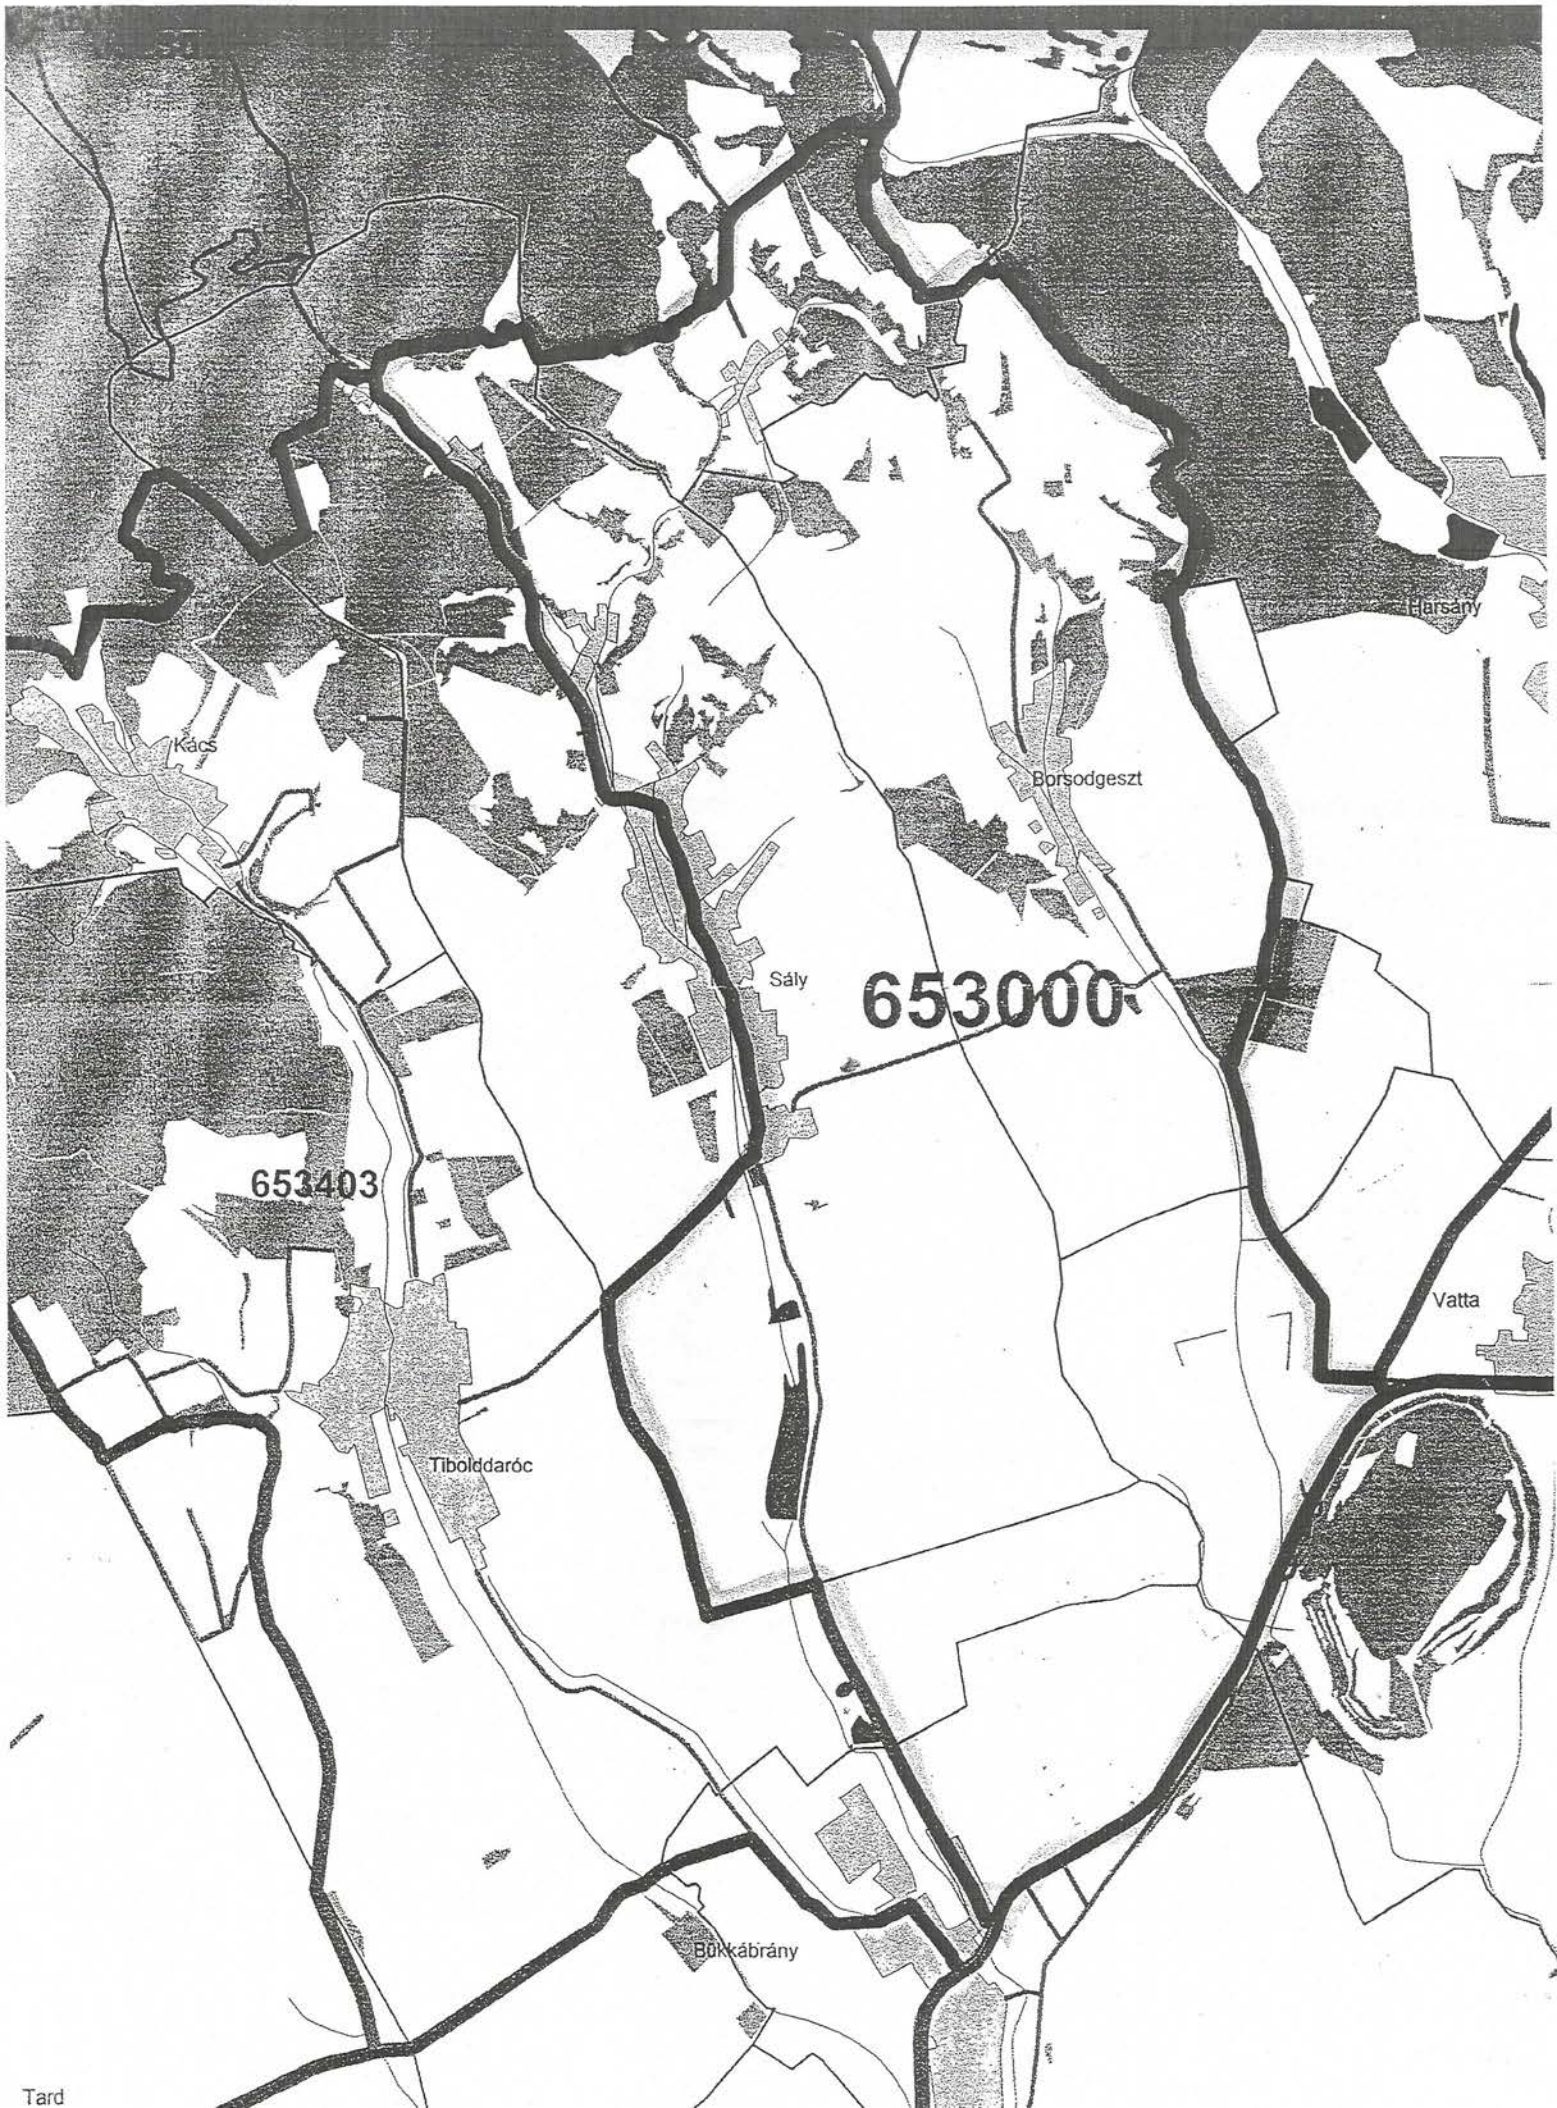 Harsány
Kács
Borsodgeszt
Sály
653000
653403
Vatta
Tibolddaróc
Bükkábrány
Tard